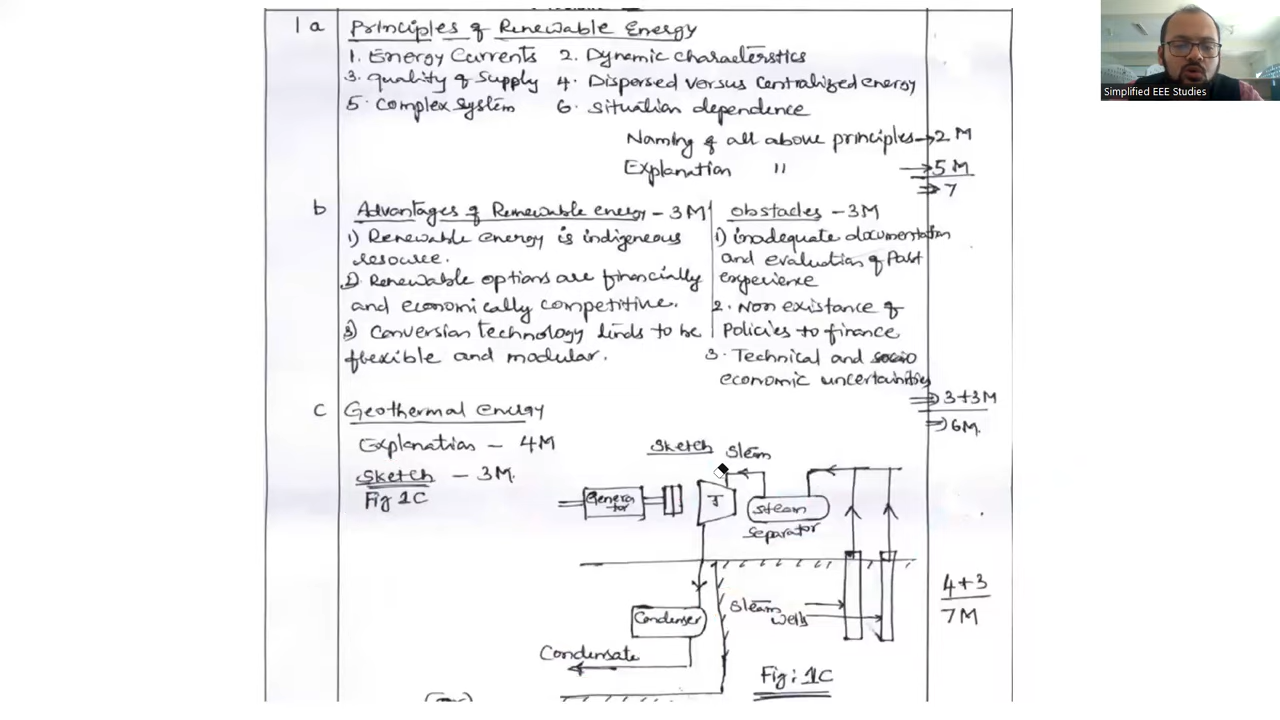 1 a Principles of Renewable Energy
1. Energy Currents 2. Dynamic characterstics
3. quality of Supply 4. Dispersed versus centralized energy
5. Complex system 6. situation dependence
Naming of all above principles → 2 M
Explanation " → 5 M
⇒ 7
b Advantages of Renewable energy - 3M
1) Renewable energy is indigeneous
resource.
2) Renewable options are financially
and economically competitive.
3) Conversion technology tinds to be
flexible and modular.
obstacles - 3M
1) inadequate documentation
and evaluation of Past
experience
2. Non existance of
Policies to finance
3. Technical and socio
economic uncertainities
⇒ 3+3M
⇒ 6M.
c Geothermal energy
Explanation - 4M
Sketch - 3M.
Fig 1C
Sketch
Steam
Genera
tor
T
Steam
Separator
Steam
wells
Condenser
Condensate
Fig: 1C
4+3
7M
Simplified EEE Studies